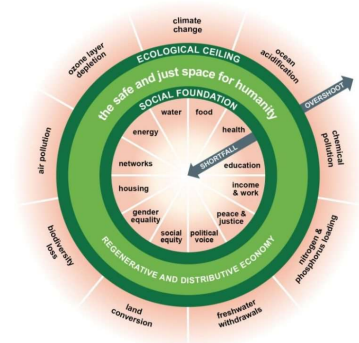 climate
change
ocean
acidification
chemical
pollution
nitrogen &
phosphorus loading
freshwater
withdrawals
land
conversion
biodiversity
loss
air pollution
ozone layer
depletion
OVERSHOOT
ECOLOGICAL CEILING
the safe and just space for humanity
SOCIAL FOUNDATION
water
food
health
education
income
& work
peace &
justice
political
voice
social
equity
gender
equality
housing
networks
energy
SHORTFALL
REGENERATIVE AND DISTRIBUTIVE ECONOMY